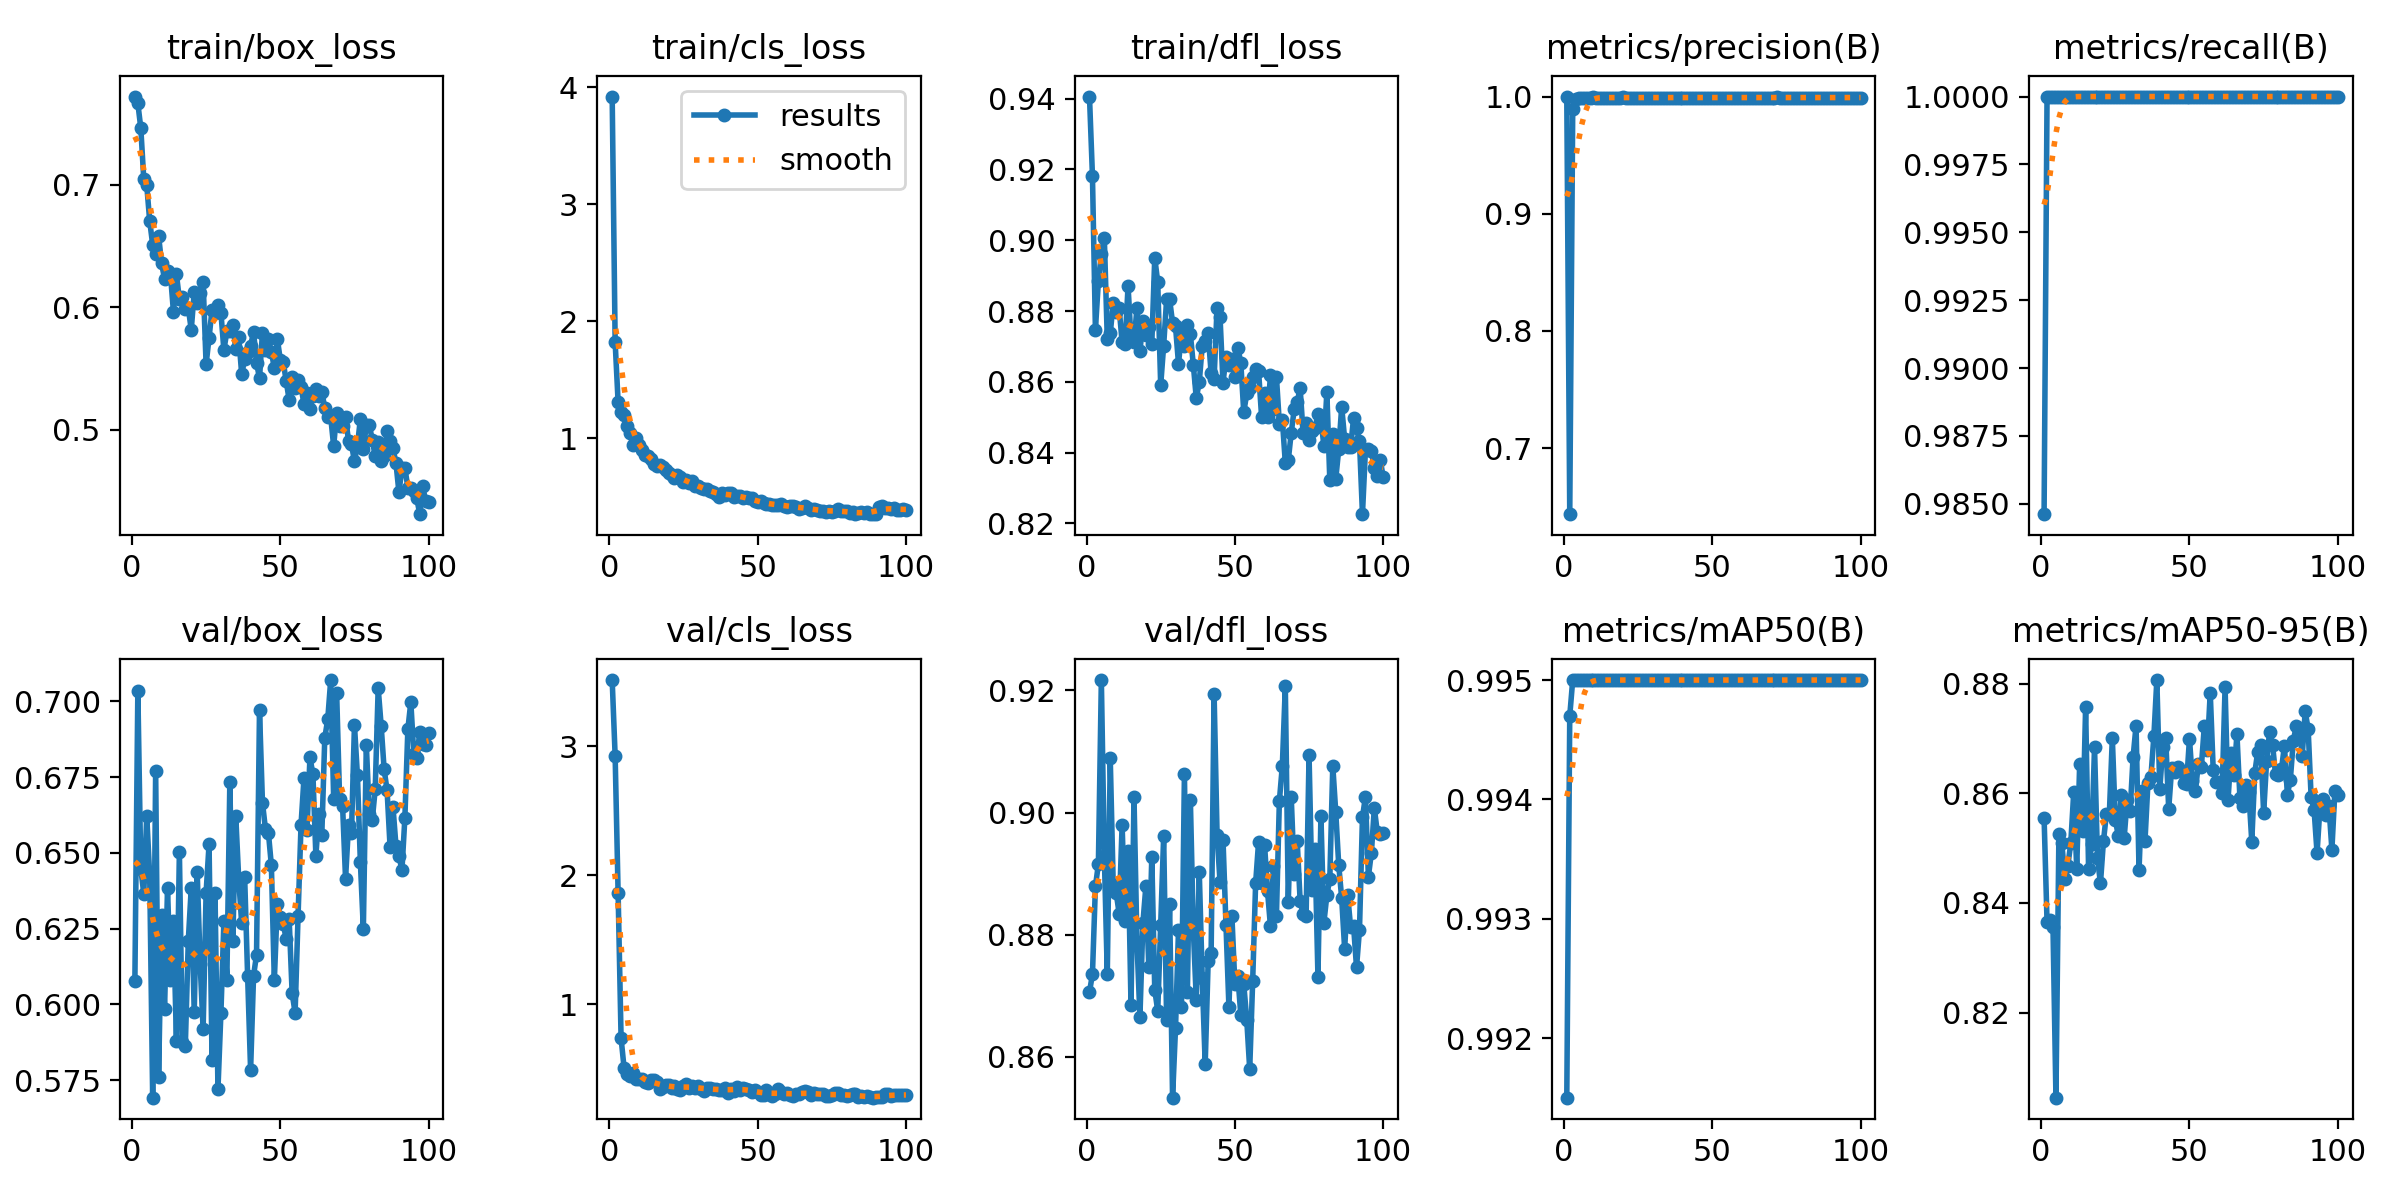 train/box_loss
0.7
0.6
0.5
0 50 100
train/cls_loss
results
smooth
4
3
2
1
0 50 100
train/dfl_loss
0.94
0.92
0.90
0.88
0.86
0.84
0.82
0 50 100
metrics/precision(B)
1.0
0.9
0.8
0.7
0 50 100
metrics/recall(B)
1.0000
0.9975
0.9950
0.9925
0.9900
0.9875
0.9850
0 50 100
val/box_loss
0.700
0.675
0.650
0.625
0.600
0.575
0 50 100
val/cls_loss
3
2
1
0 50 100
val/dfl_loss
0.92
0.90
0.88
0.86
0 50 100
metrics/mAP50(B)
0.995
0.994
0.993
0.992
0 50 100
metrics/mAP50-95(B)
0.88
0.86
0.84
0.82
0 50 100